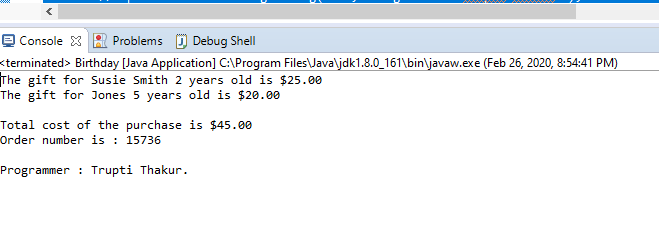 Console Problems Debug Shell
<terminated> Birthday [Java Application] C:\Program Files\Java\jdk1.8.0_161\bin\javaw.exe (Feb 26, 2020, 8:54:41 PM)
The gift for Susie Smith 2 years old is $25.00
The gift for Jones 5 years old is $20.00
Total cost of the purchase is $45.00
Order number is : 15736
Programmer : Trupti Thakur.